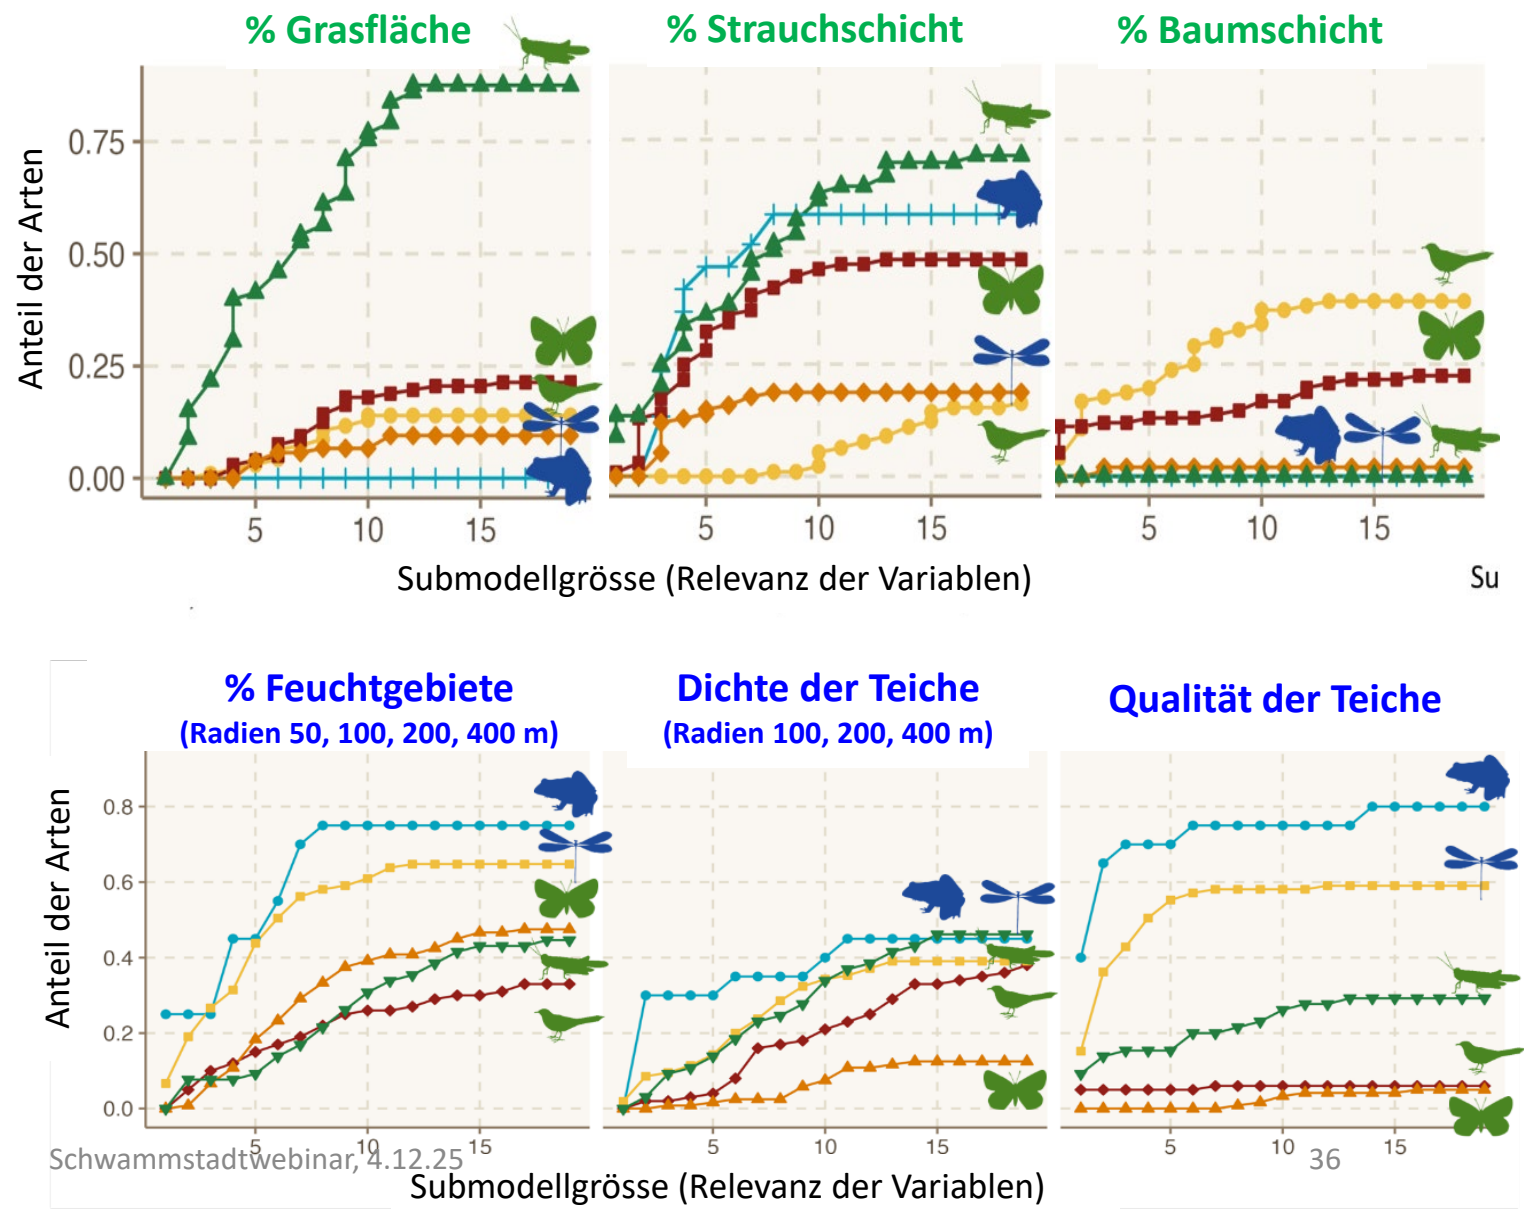 % Grasfläche
% Strauchschicht
% Baumschicht
Anteil der Arten
0.75
0.50
0.25
0.00
5 10 15
5 10 15
5 10 15
Submodellgrösse (Relevanz der Variablen)
Su
% Feuchtgebiete
(Radien 50, 100, 200, 400 m)
Dichte der Teiche
(Radien 100, 200, 400 m)
Qualität der Teiche
Anteil der Arten
0.8
0.6
0.4
0.2
0.0
5 10 15
5 10 15
5 10 15
Schwammstadtwebinar, 4.12.25
36
Submodellgrösse (Relevanz der Variablen)